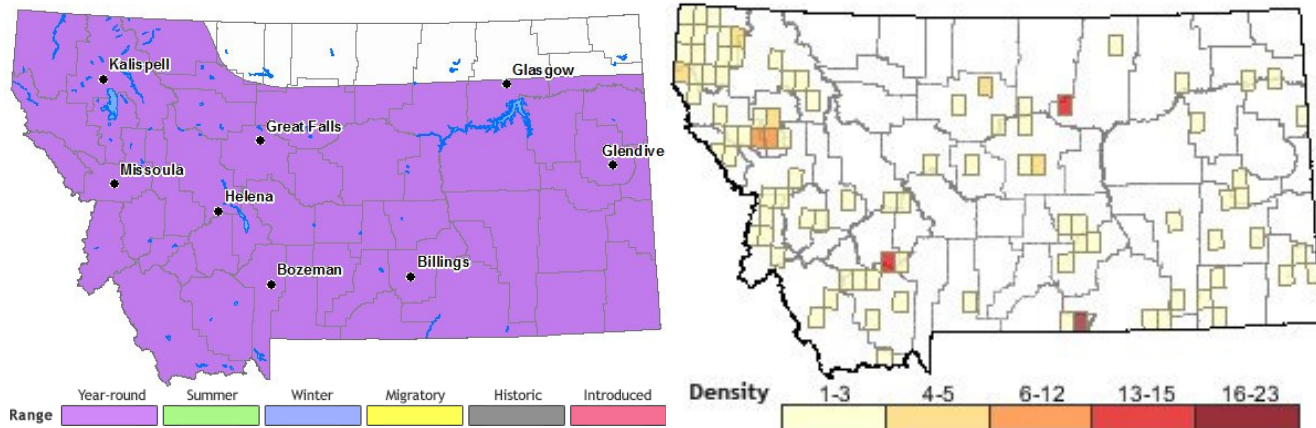 Kalispell
Glasgow
Great Falls
Glendive
Missoula
Helena
Bozeman
Billings
Year-round Summer Winter Migratory Historic Introduced
Range
Density 1-3 4-5 6-12 13-15 16-23